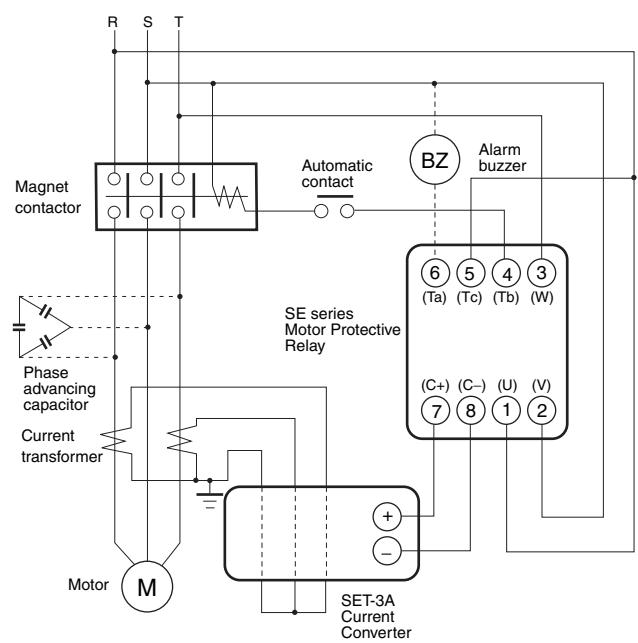 R S T
BZ
Alarm
buzzer
Automatic
contact
Magnet
contactor
6 5 4 3
(Ta) (Tc) (Tb) (W)
SE series
Motor Protective
Relay
(C+) (C−) (U) (V)
7 8 1 2
Phase
advancing
capacitor
Current
transformer
+
−
Motor
M
SET-3A
Current
Converter